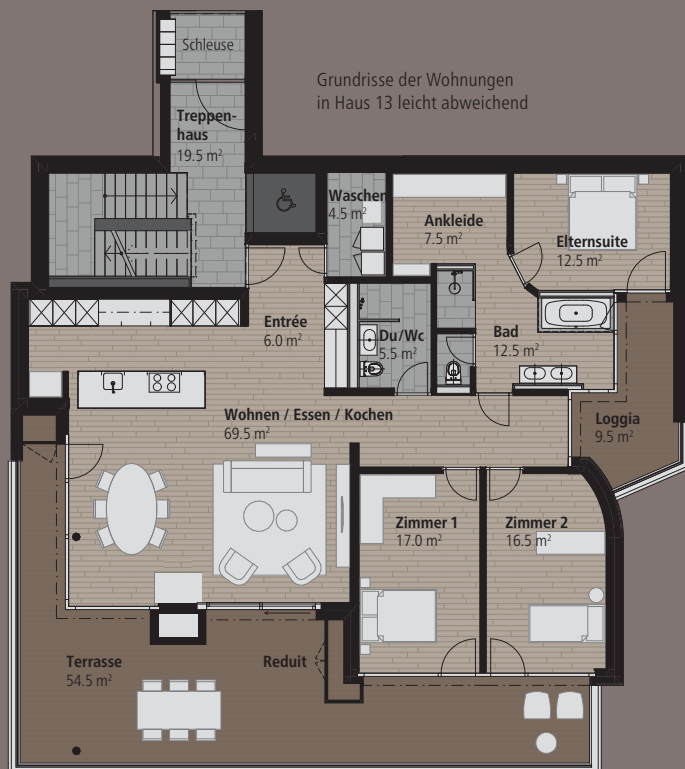 Schleuse
Grundrisse der Wohnungen
in Haus 13 leicht abweichend
Treppen-
haus
19.5 m²
Waschen
4.5 m²
Ankleide
7.5 m²
Elternsuite
12.5 m²
Entrée
6.0 m²
Du/Wc
5.5 m²
Bad
12.5 m²
Wohnen / Essen / Kochen
69.5 m²
Loggia
9.5 m²
Zimmer 1
17.0 m²
Zimmer 2
16.5 m²
Terrasse
54.5 m²
Reduit